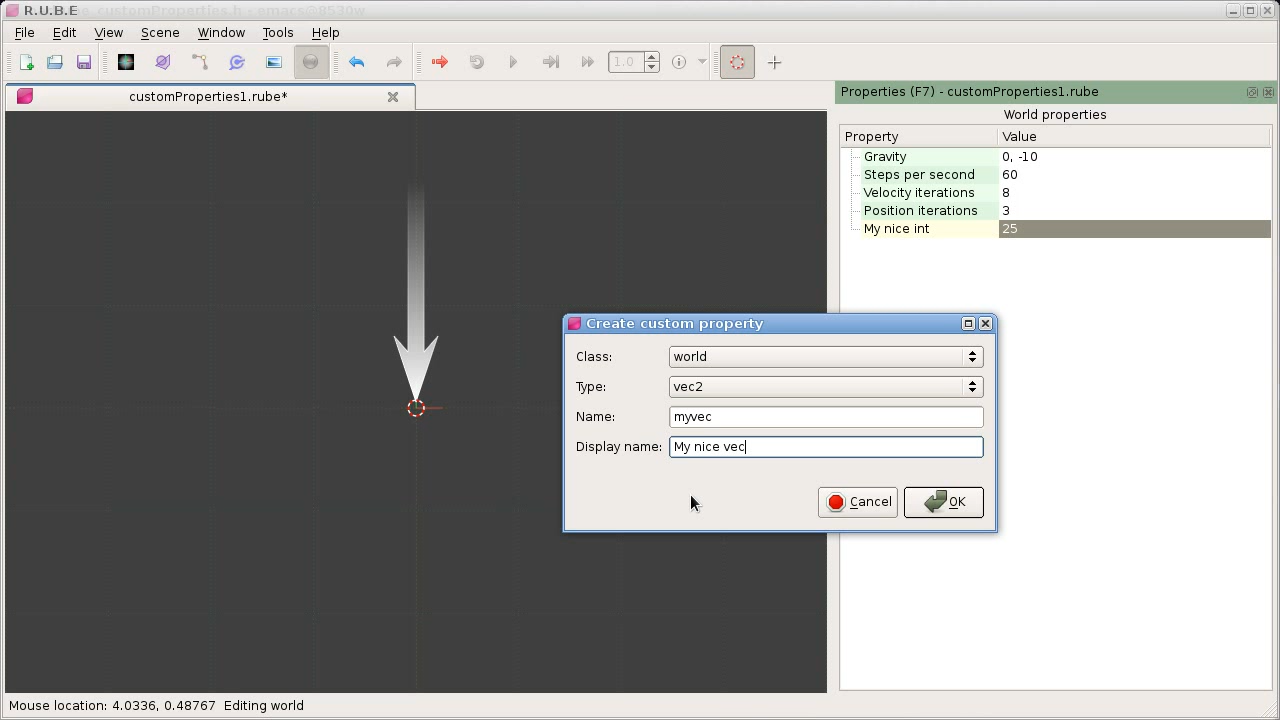 R.U.B.E customProperties.h - emacs@8530w
File Edit View Scene Window Tools Help
1.0
customProperties1.rube*
Properties (F7) - customProperties1.rube
World properties
Property Value
Gravity 0, -10
Steps per second 60
Velocity iterations 8
Position iterations 3
My nice int 25
Create custom property
Class: world
Type: vec2
Name: myvec
Display name: My nice vec
Cancel OK
Mouse location: 4.0336, 0.48767 Editing world